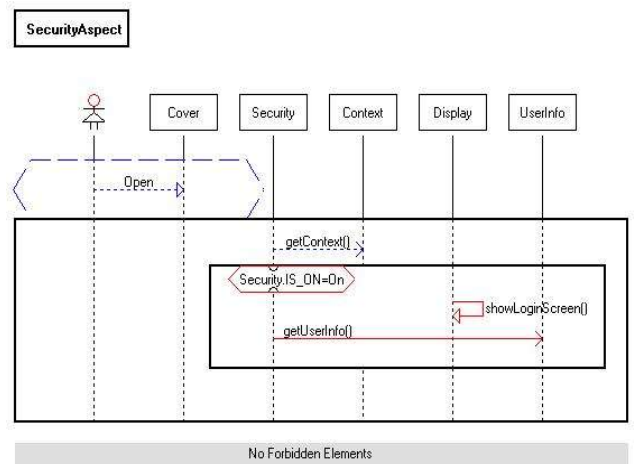 SecurityAspect
Cover
Security
Context
Display
UserInfo
Open
getContext()
Security.IS_ON=On
showLoginScreen()
getUserInfo()
No Forbidden Elements